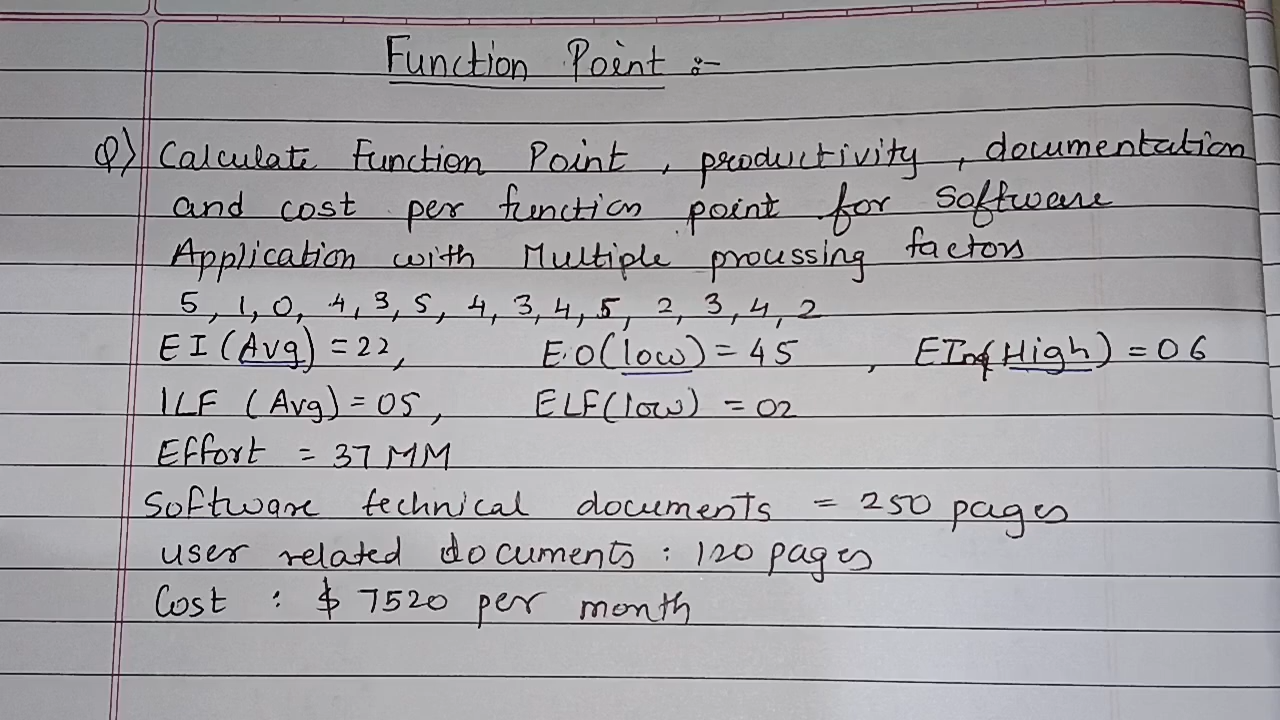 Function Point :-
Q) Calculate Function Point , productivity , documentation
and cost per function point for Software
Application with Multiple processing factors
5 , 1 , 0 , 4 , 3 , 5 , 4 , 3 , 4 , 5 , 2 , 3 , 4 , 2
EI (Avg) = 22 , E.O (low) = 45 , EInq (High) = 06
ILF (Avg) = 05 , ELF (low) = 02
Effort = 37 MM
Software technical documents = 250 pages
user related documents : 120 pages
Cost : $ 7520 per month